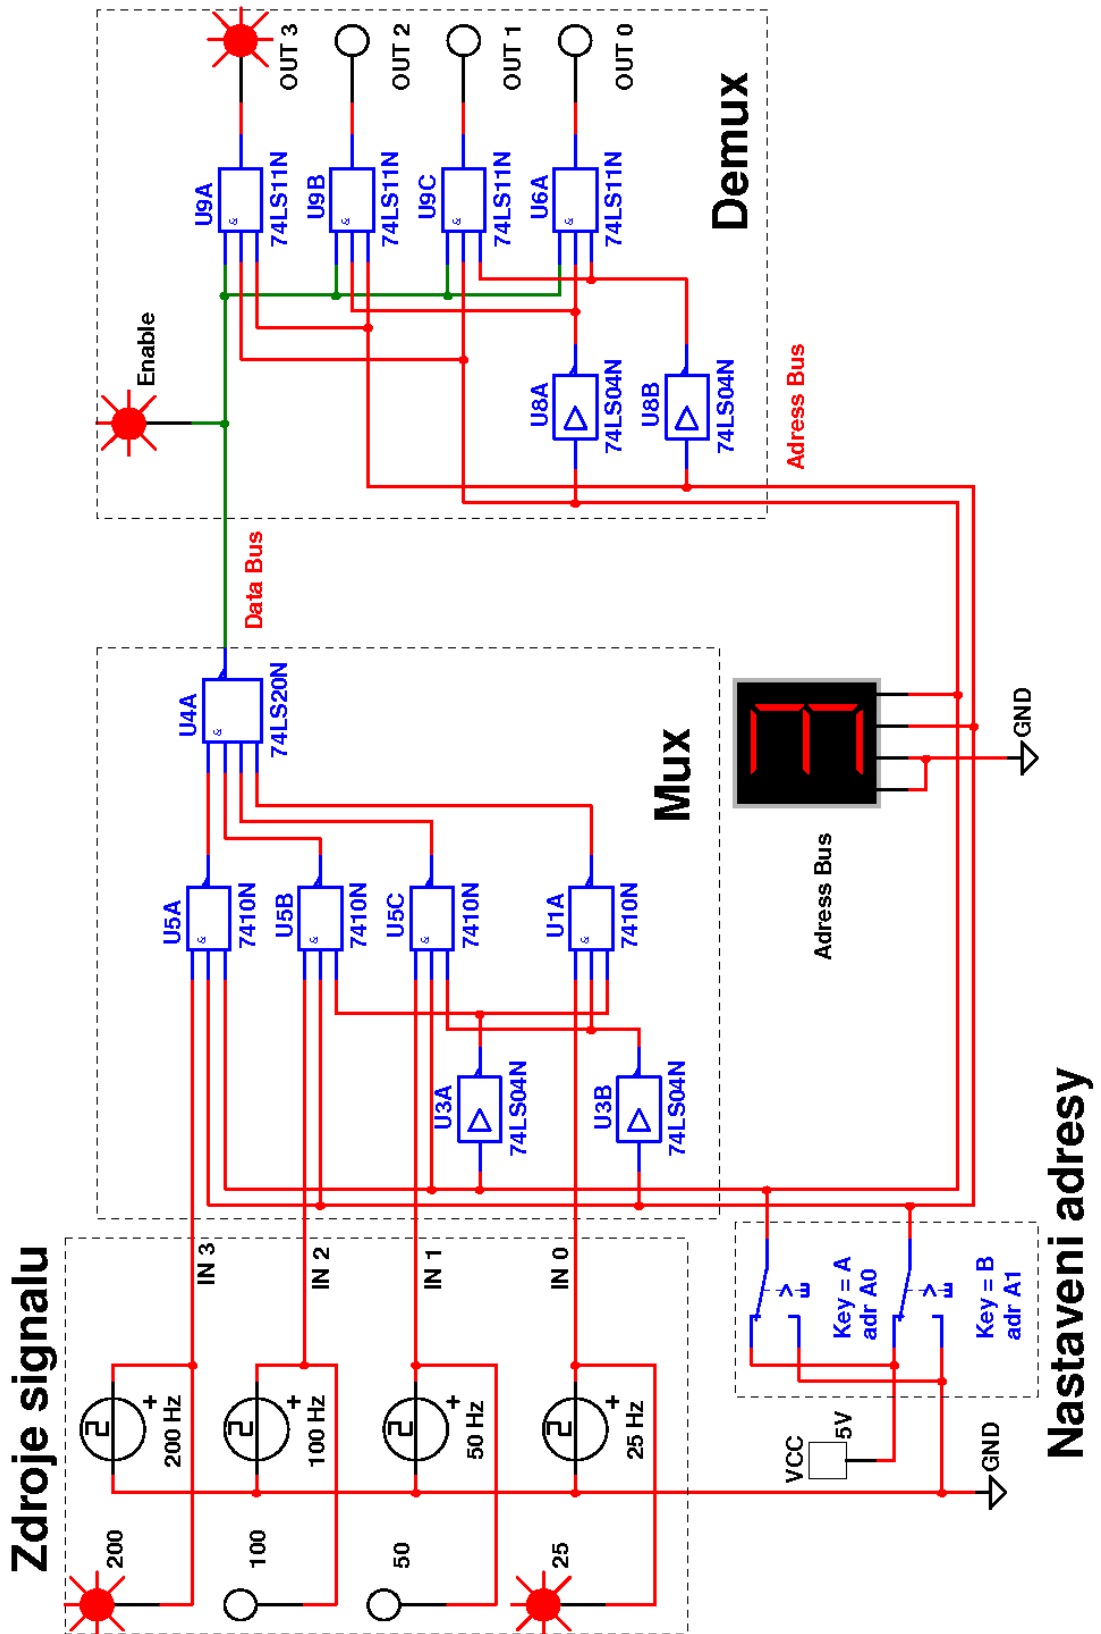 Zdroje signalu
200
100
50
25
200 Hz
100 Hz
50 Hz
25 Hz
+
+
+
+
IN 3
IN 2
IN 1
IN 0
VCC
5V
GND
Key = A
adr A0
Key = B
adr A1
Nastaveni adresy
U3A
74LS04N
U3B
74LS04N
U5A
&
7410N
U5B
&
7410N
U5C
&
7410N
U1A
&
7410N
U4A
&
74LS20N
Mux
Adress Bus
3
GND
Data Bus
Adress Bus
Enable
U8A
74LS04N
U8B
74LS04N
U9A
&
74LS11N
U9B
&
74LS11N
U9C
&
74LS11N
U6A
&
74LS11N
OUT 3
OUT 2
OUT 1
OUT 0
Demux